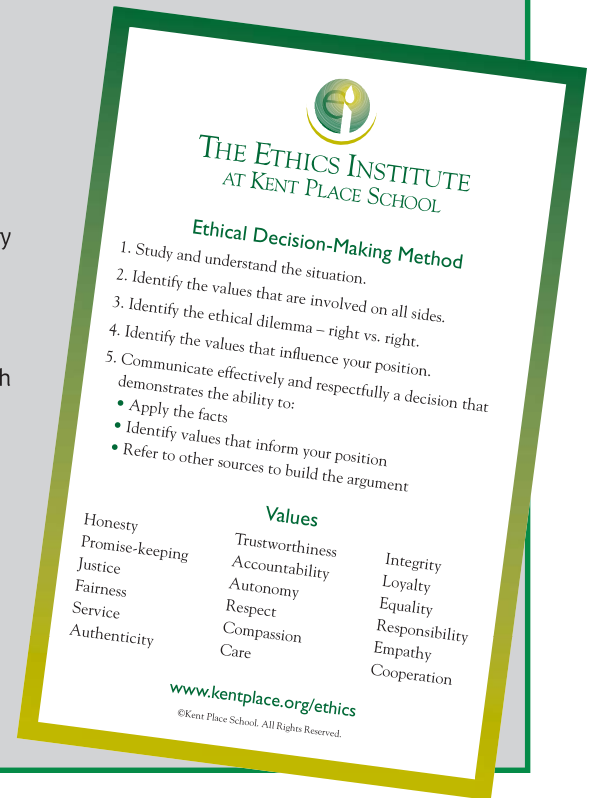 y
h
e
THE ETHICS INSTITUTE
AT KENT PLACE SCHOOL
Ethical Decision-Making Method
1. Study and understand the situation.
2. Identify the values that are involved on all sides.
3. Identify the ethical dilemma – right vs. right.
4. Identify the values that influence your position.
5. Communicate effectively and respectfully a decision that
demonstrates the ability to:
• Apply the facts
• Identify values that inform your position
• Refer to other sources to build the argument
Values
Honesty
Promise-keeping
Justice
Fairness
Service
Authenticity
Trustworthiness
Accountability
Autonomy
Respect
Compassion
Care
Integrity
Loyalty
Equality
Responsibility
Empathy
Cooperation
www.kentplace.org/ethics
©Kent Place School. All Rights Reserved.